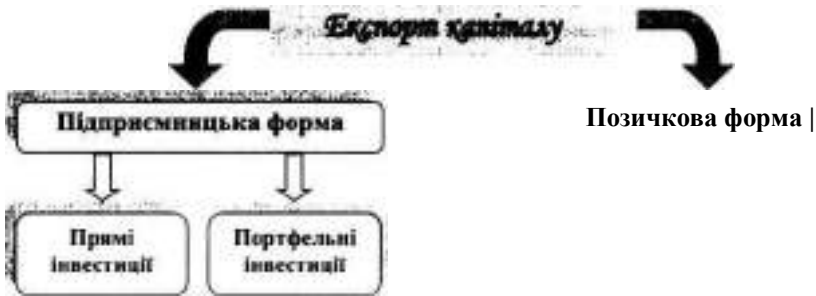 Експорт капіталу
Підприємницька форма
Позичкова форма |
Прямі
інвестиції
Портфельні
інвестиції